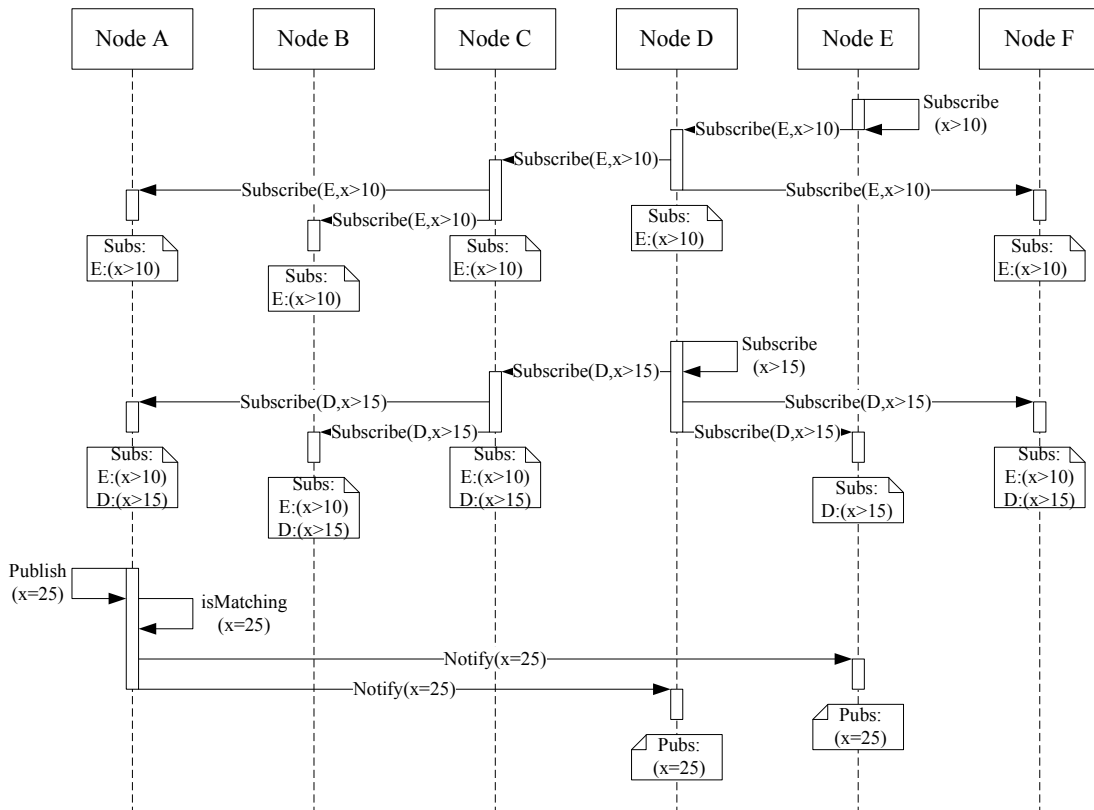 Node A
Node B
Node C
Node D
Node E
Node F
Subscribe
(x>10)
Subscribe(E,x>10)
Subscribe(E,x>10)
Subscribe(E,x>10)
Subscribe(E,x>10)
Subscribe(E,x>10)
Subs:
E:(x>10)
Subs:
E:(x>10)
Subs:
E:(x>10)
Subs:
E:(x>10)
Subs:
E:(x>10)
Subscribe
(x>15)
Subscribe(D,x>15)
Subscribe(D,x>15)
Subscribe(D,x>15)
Subscribe(D,x>15)
Subscribe(D,x>15)
Subs:
E:(x>10)
D:(x>15)
Subs:
E:(x>10)
D:(x>15)
Subs:
E:(x>10)
D:(x>15)
Subs:
D:(x>15)
Subs:
E:(x>10)
D:(x>15)
Publish
(x=25)
isMatching
(x=25)
Notify(x=25)
Notify(x=25)
Pubs:
(x=25)
Pubs:
(x=25)